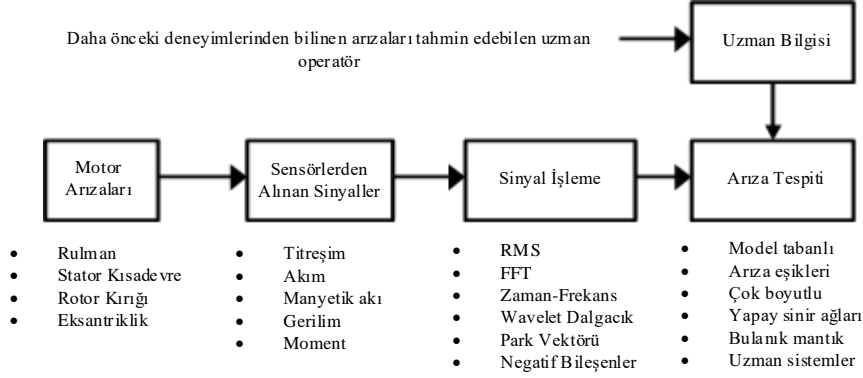 Daha önceki deneyimlerinden bilinen arızaları tahmin edebilen uzman
operatör
Uzman Bilgisi
Motor
Arızaları
Sensörlerden
Alınan Sinyaller
Sinyal İşleme
Arıza Tespiti
• Rulman
• Stator Kısadevre
• Rotor Kırığı
• Eksantriklik
• Titreşim
• Akım
• Manyetik akı
• Gerilim
• Moment
• RMS
• FFT
• Zaman-Frekans
• Wavelet Dalgacık
• Park Vektörü
• Negatif Bileşenler
• Model tabanlı
• Arıza eşikleri
• Çok boyutlu
• Yapay sinir ağları
• Bulanık mantık
• Uzman sistemler